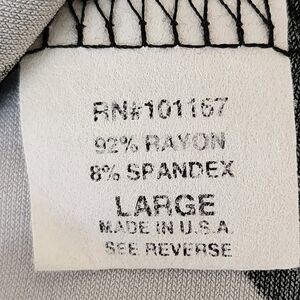 RN#101167
92% RAYON
8% SPANDEX
LARGE
MADE IN U.S.A.
SEE REVERSE